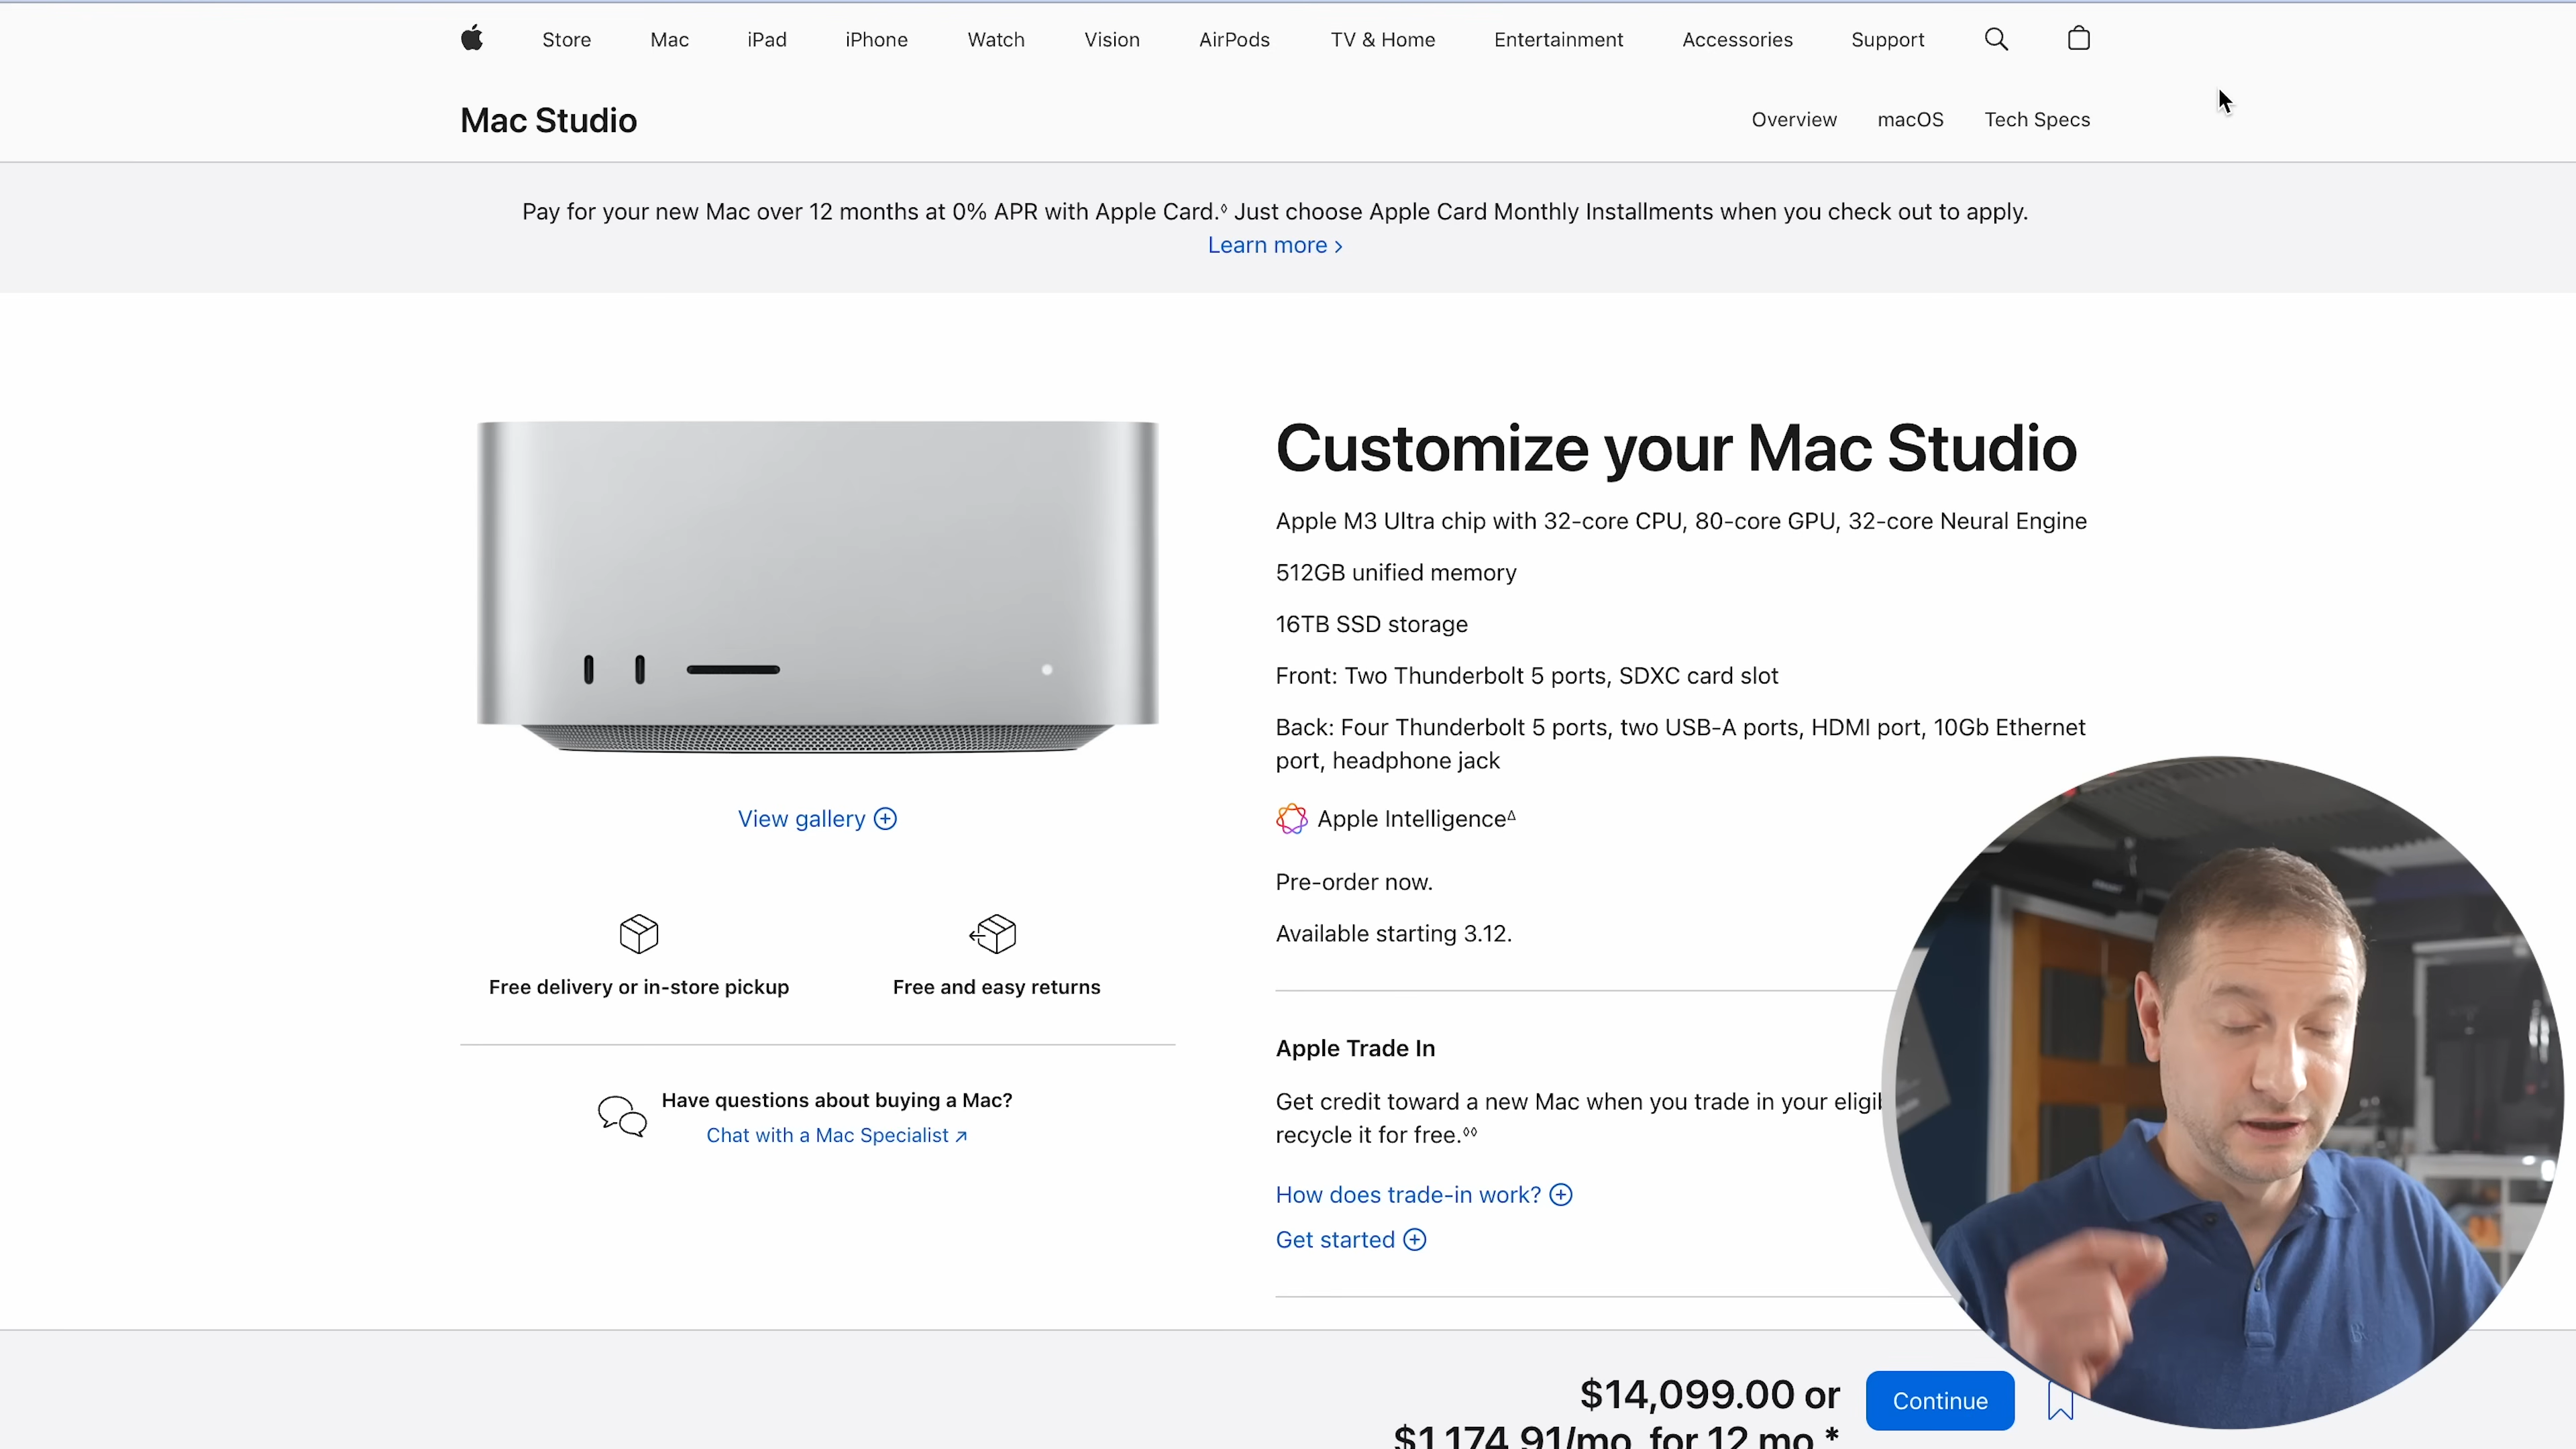 Store Mac iPad iPhone Watch Vision AirPods TV & Home Entertainment Accessories Support
Mac Studio
Overview macOS Tech Specs
Pay for your new Mac over 12 months at 0% APR with Apple Card.◊ Just choose Apple Card Monthly Installments when you check out to apply.
Learn more >
Customize your Mac Studio
Apple M3 Ultra chip with 32-core CPU, 80-core GPU, 32-core Neural Engine
512GB unified memory
16TB SSD storage
Front: Two Thunderbolt 5 ports, SDXC card slot
Back: Four Thunderbolt 5 ports, two USB-A ports, HDMI port, 10Gb Ethernet
port, headphone jack
View gallery
Apple Intelligence∆
Pre-order now.
Available starting 3.12.
Free delivery or in-store pickup
Free and easy returns
Apple Trade In
Have questions about buying a Mac?
Chat with a Mac Specialist ↗
Get credit toward a new Mac when you trade in your
recycle it for free.◊◊
How does trade-in work?
Get started
$14,099.00 or
Continue
$1,174.91/mo. for 12 mo.*